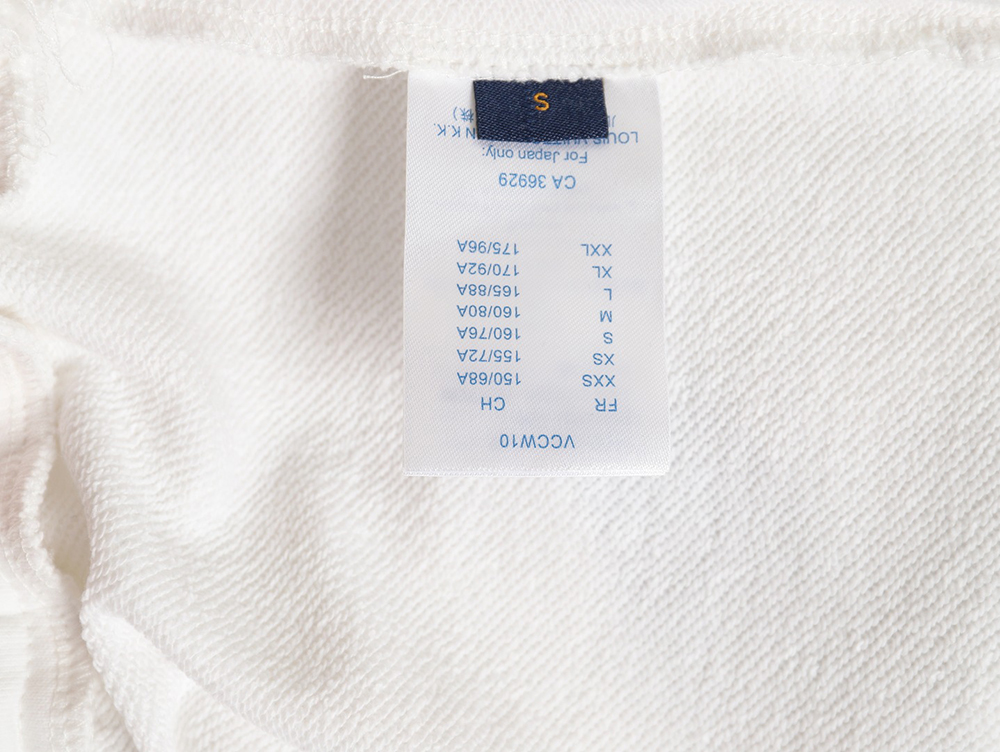 VCCW10
FR CH
XXS 150/68A
XS 155/72A
S 160/76A
M 160/80A
L 165/88A
XL 170/92A
XXL 175/96A
CA 36929
For Japan only:
LOUIS K.K.
株)
S